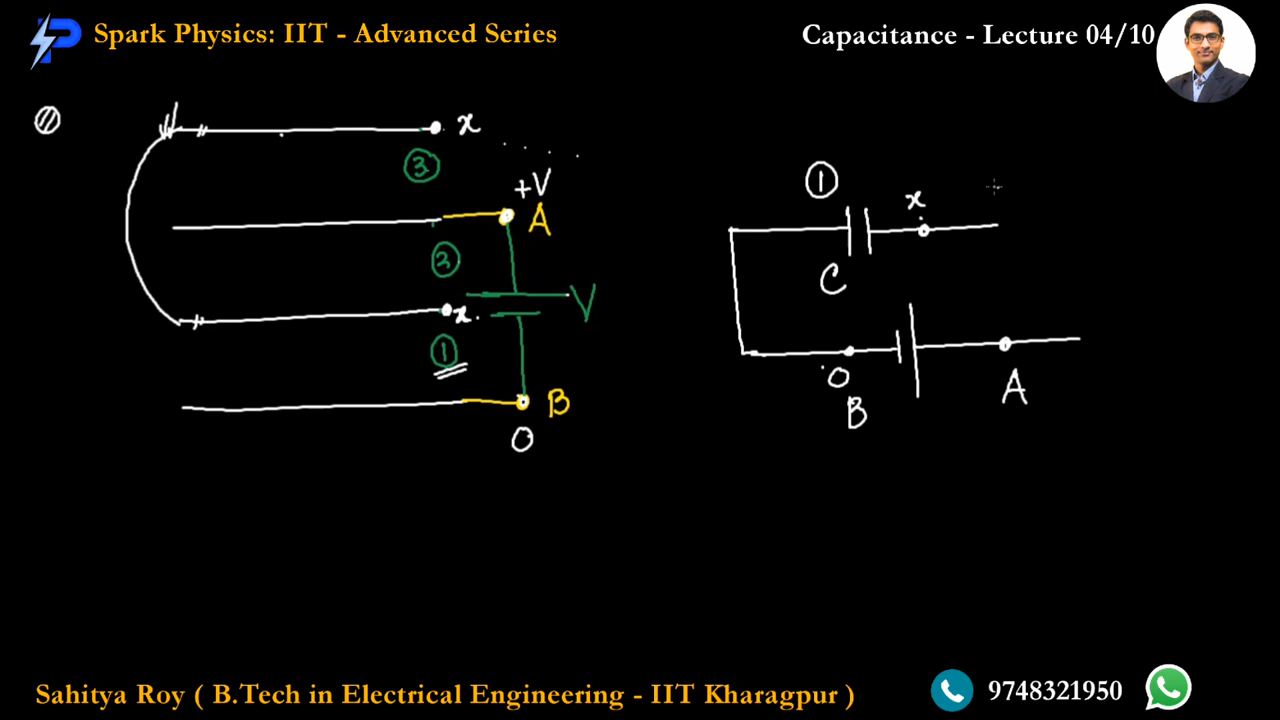 Spark Physics: IIT - Advanced Series
Capacitance - Lecture 04/10
x
3
+V
A
2
V
x.
1
B
0
1
x
C
0
B
A
Sahitya Roy ( B.Tech in Electrical Engineering - IIT Kharagpur )
9748321950